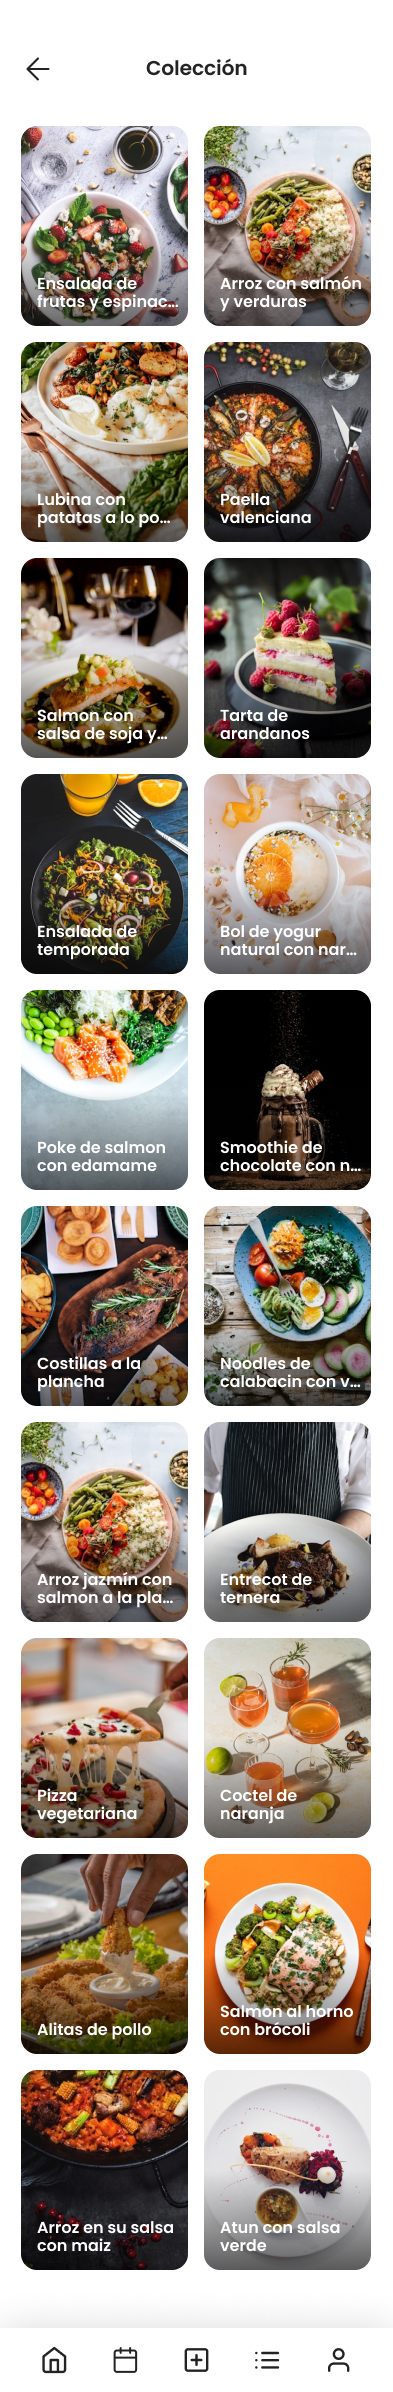 Colección
Ensalada de
frutas y espinac...
Arroz con salmón
y verduras
Lubina con
patatas a lo po...
Paella
valenciana
Salmon con
salsa de soja y...
Tarta de
arandanos
Ensalada de
temporada
Bol de yogur
natural con nar...
Poke de salmon
con edamame
Smoothie de
chocolate con n...
Costillas a la
plancha
Noodles de
calabacin con v...
Arroz jazmín con
salmon a la pla...
Entrecot de
ternera
Pizza
vegetariana
Coctel de
naranja
Alitas de pollo
Salmon al horno
con brócoli
Arroz en su salsa
con maiz
Atun con salsa
verde